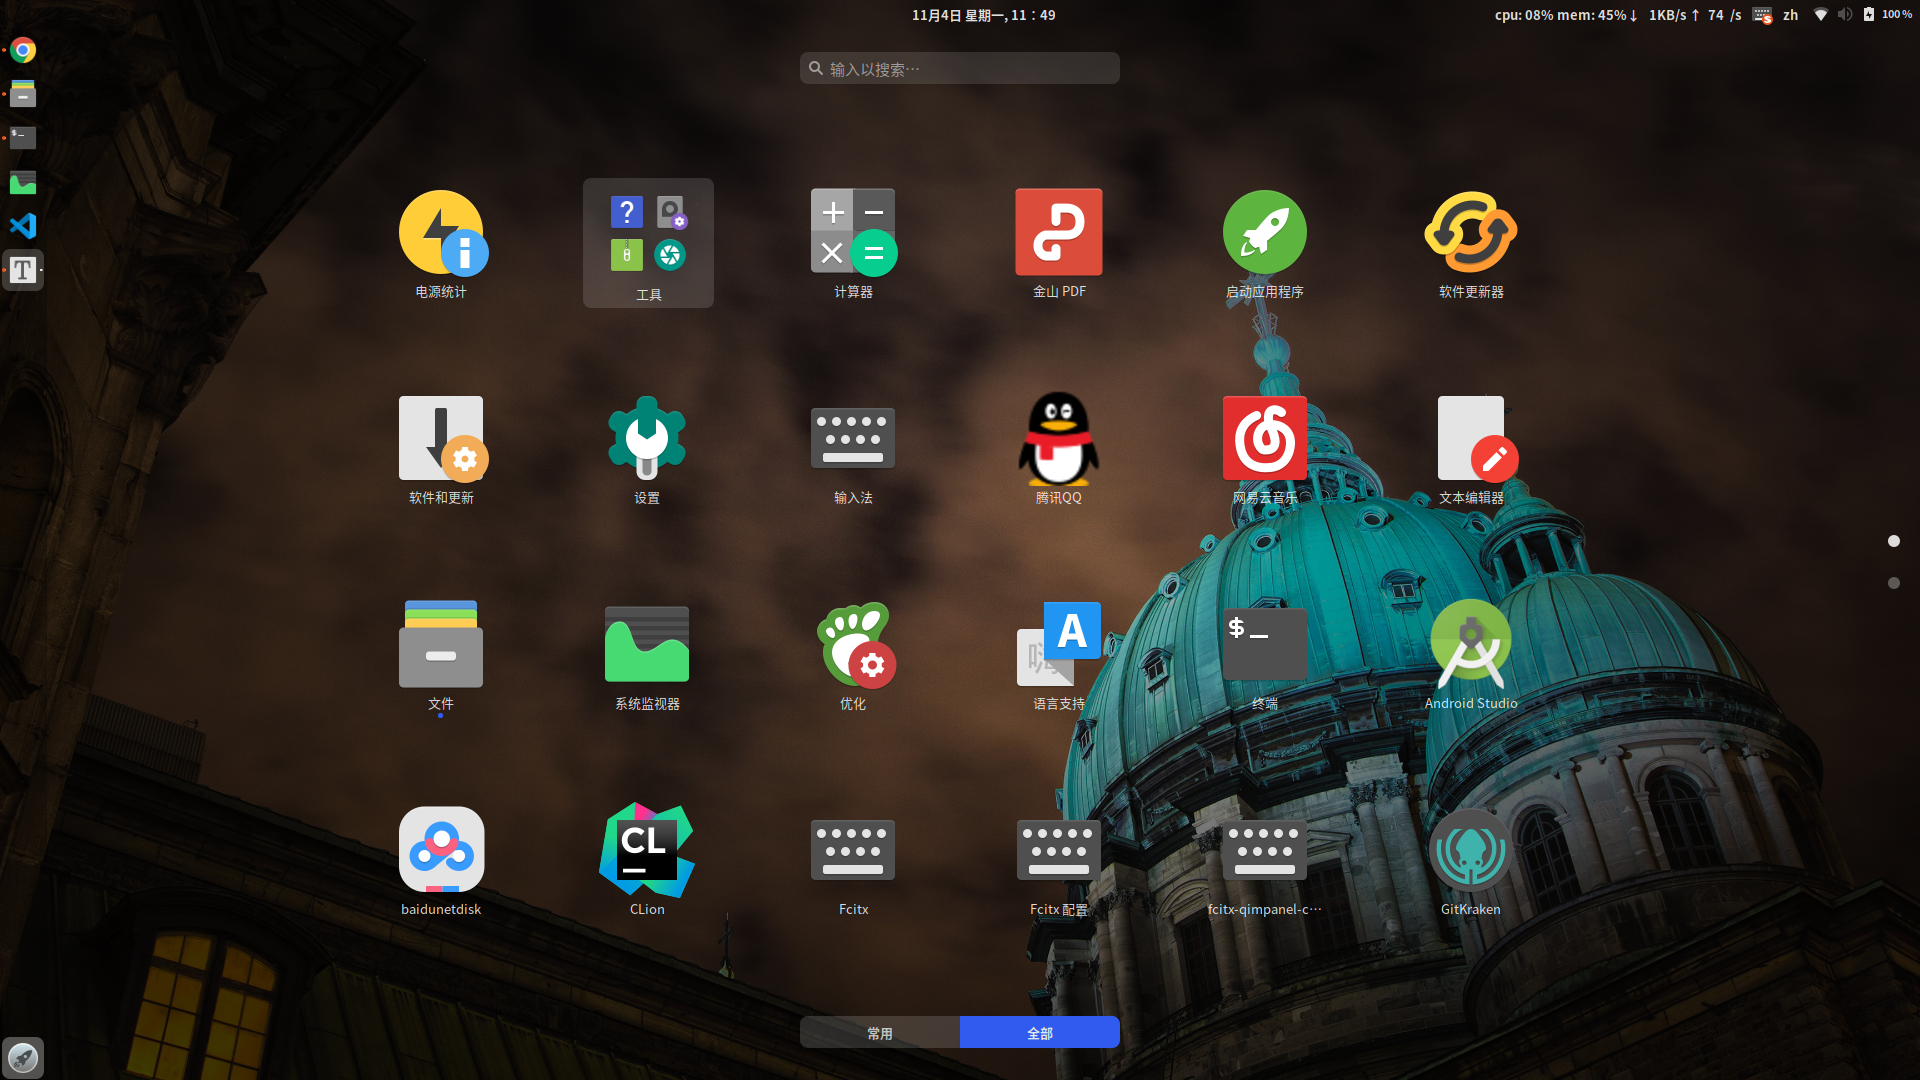 11月4日 星期一, 11∶49
cpu: 08% mem: 45%↓ 1KB/s↑ 74 /s
zh
100 %
输入以搜索…
电源统计
工具
计算器
金山 PDF
启动应用程序
软件更新器
软件和更新
设置
输入法
腾讯QQ
网易云音乐
文本编辑器
文件
系统监视器
优化
语言支持
终端
Android Studio
baidunetdisk
CLion
Fcitx
Fcitx 配置
fcitx-qimpanel-c…
GitKraken
常用
全部